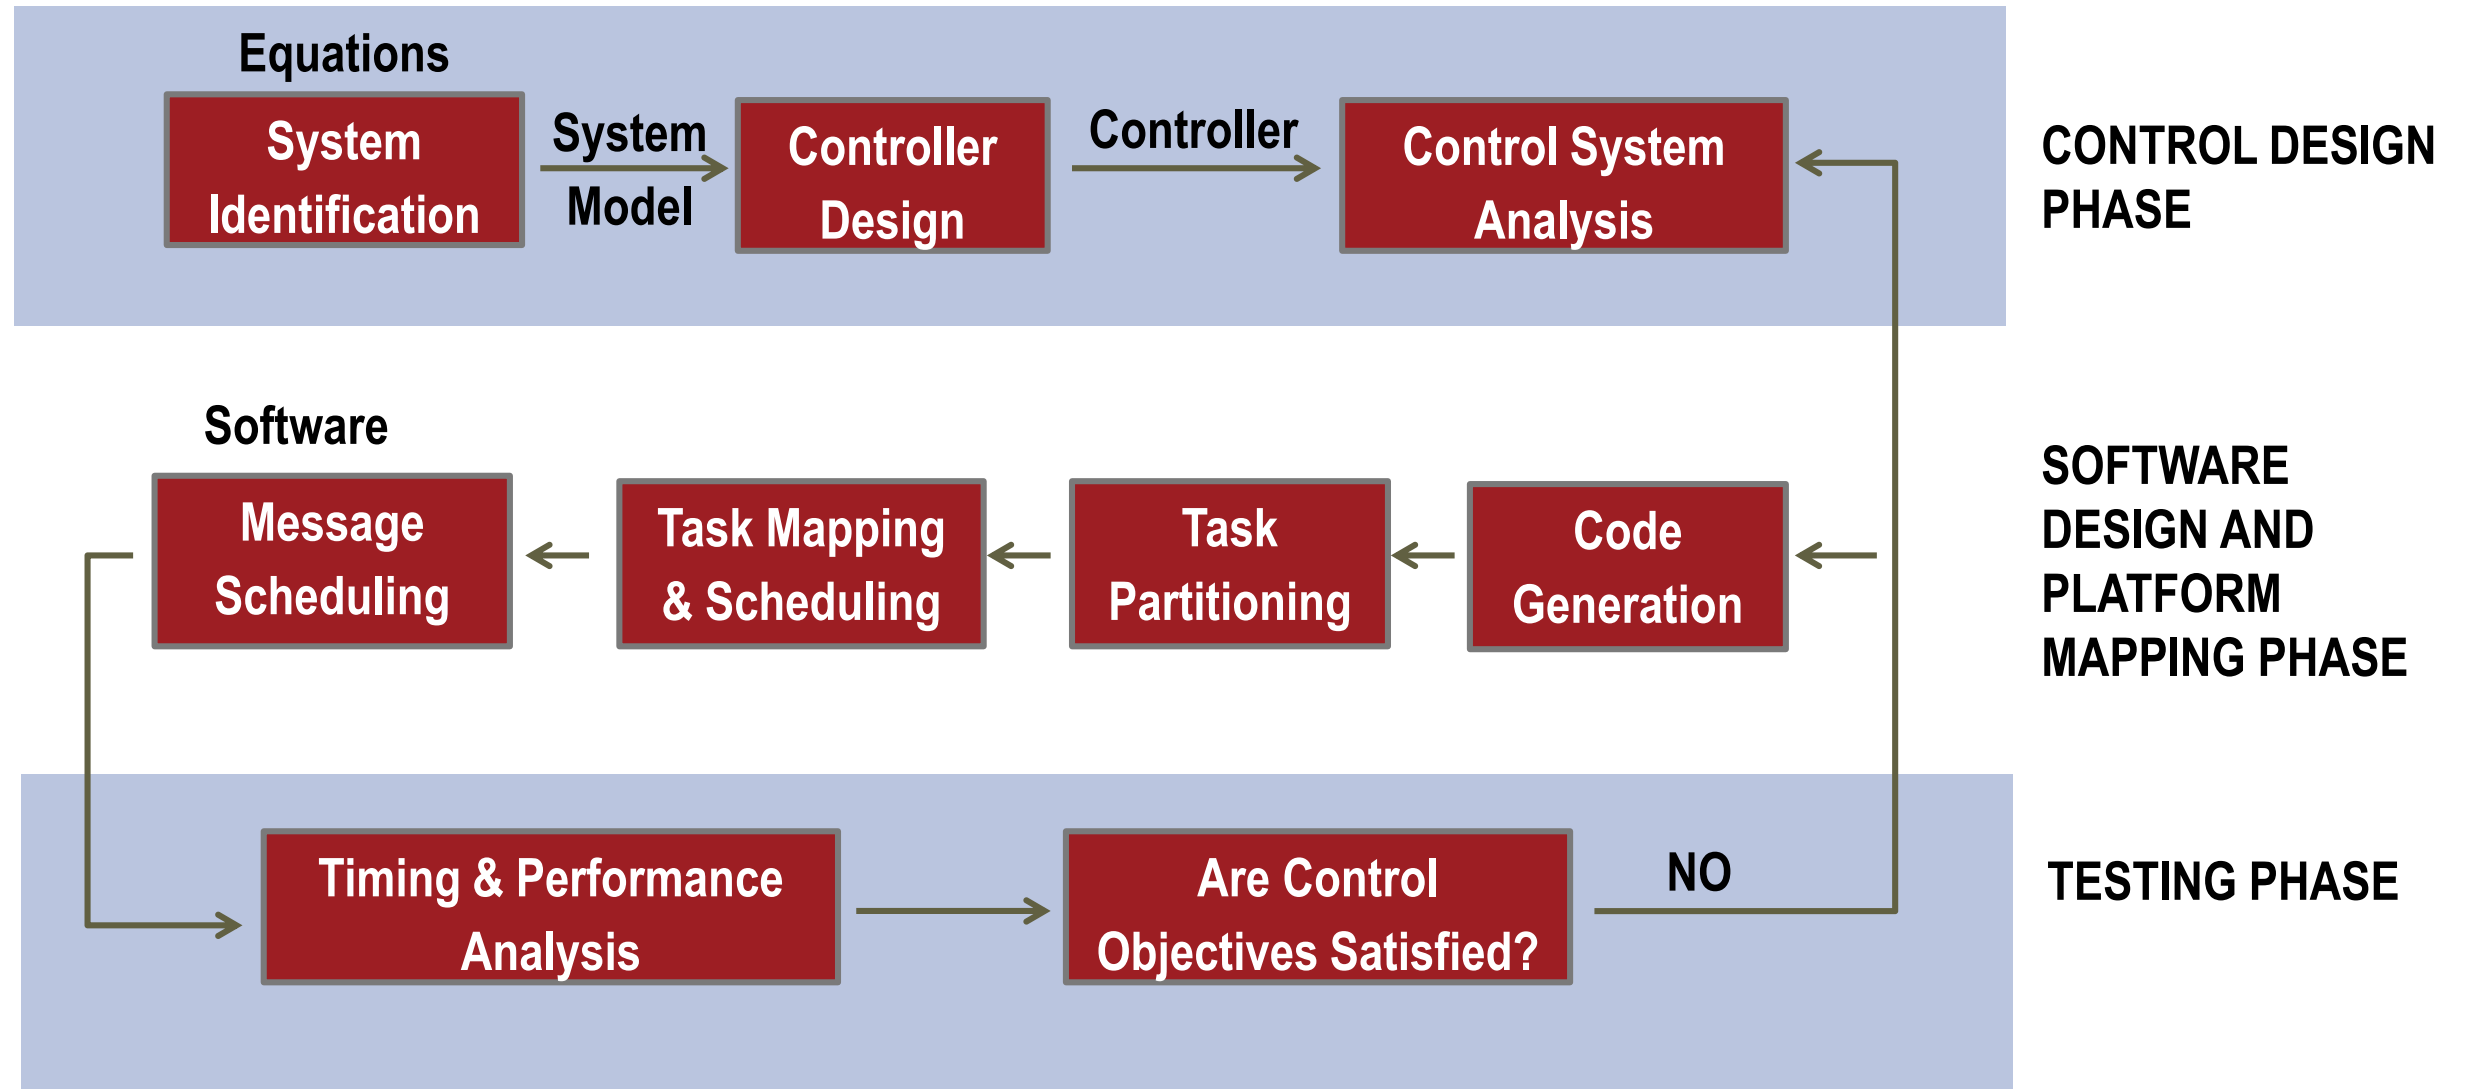 Equations
System
Identification
System
Model
Controller
Design
Controller
Control System
Analysis
CONTROL DESIGN
PHASE
Software
Message
Scheduling
Task Mapping
& Scheduling
Task
Partitioning
Code
Generation
SOFTWARE
DESIGN AND
PLATFORM
MAPPING PHASE
Timing & Performance
Analysis
Are Control
Objectives Satisfied?
NO
TESTING PHASE